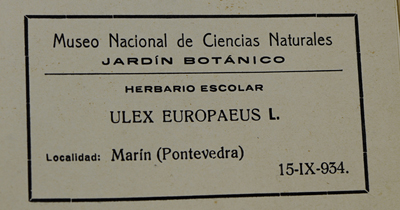 Museo Nacional de Ciencias Naturales
JARDÍN BOTÁNICO
HERBARIO ESCOLAR
ULEX EUROPAEUS L.
Localidad: Marín (Pontevedra)
15-IX-934.